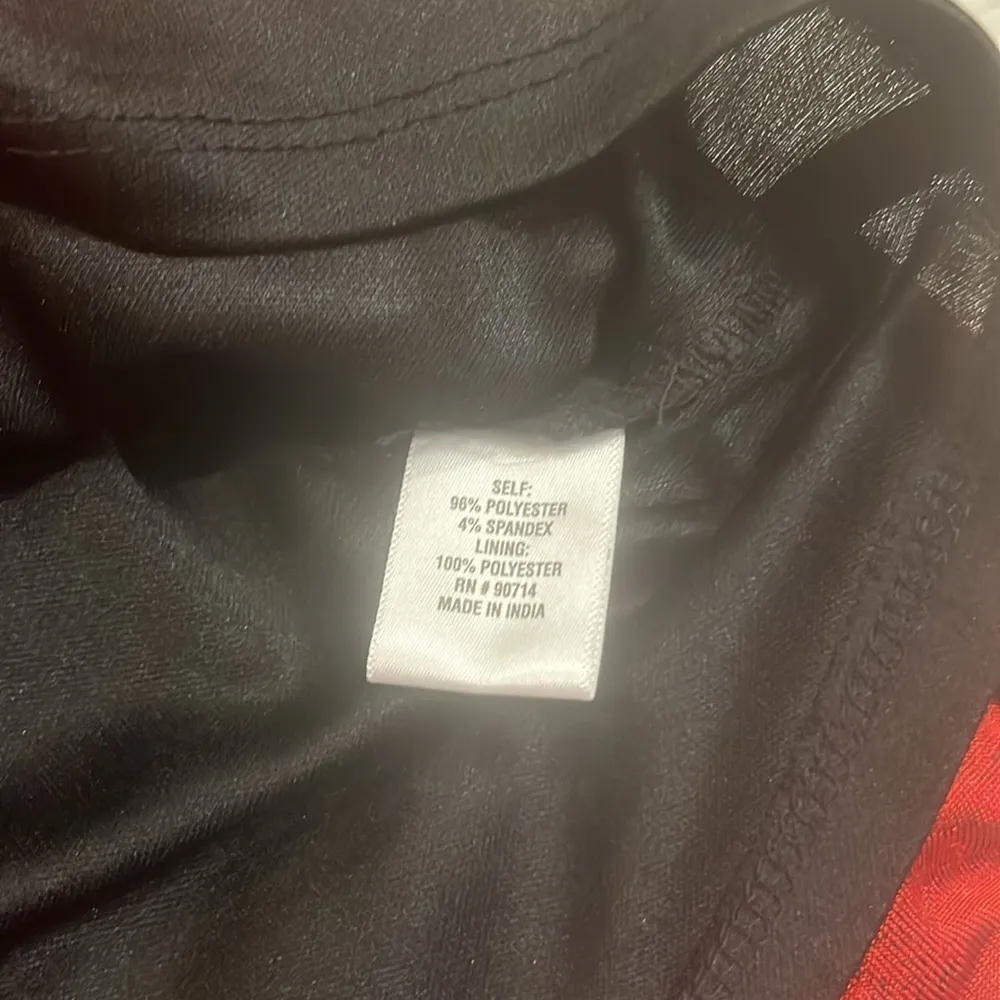 SELF:
96% POLYESTER
4% SPANDEX
LINING:
100% POLYESTER
RN # 90714
MADE IN INDIA